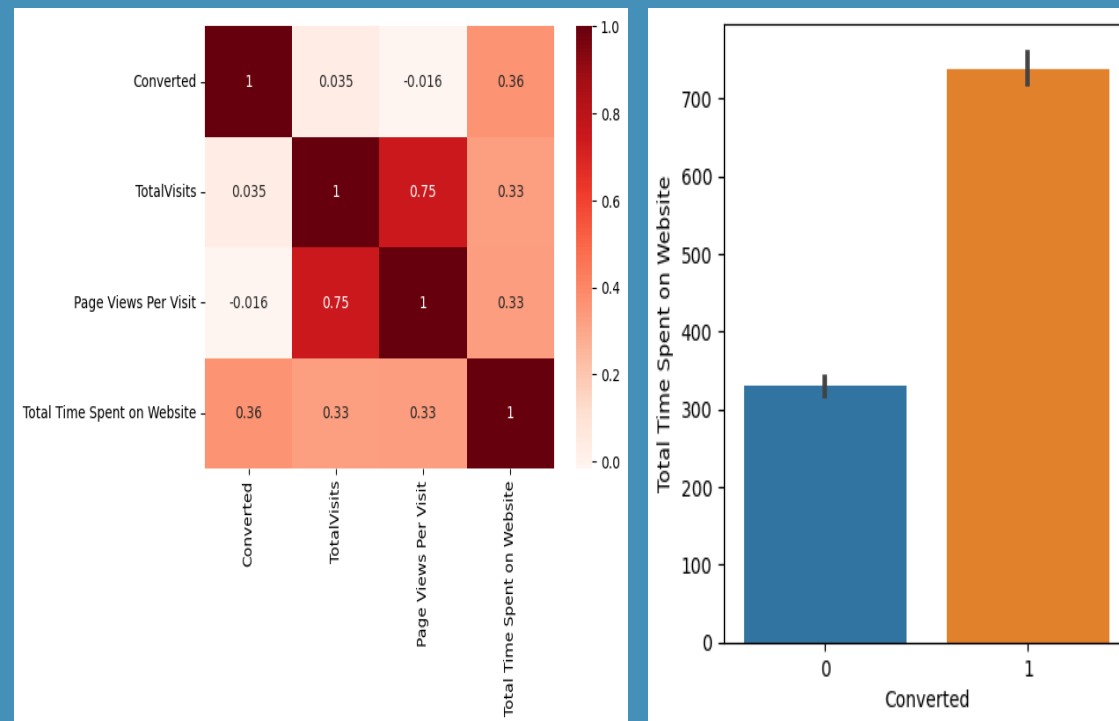 Converted
1 0.035 -0.016 0.36
TotalVisits
0.035 1 0.75 0.33
Page Views Per Visit
-0.016 0.75 1 0.33
Total Time Spent on Website
0.36 0.33 0.33 1
Converted
TotalVisits
Page Views Per Visit
Total Time Spent on Website
1.0
0.8
0.6
0.4
0.2
0.0
Total Time Spent on Website
700
600
500
400
300
200
100
0
0 1
Converted